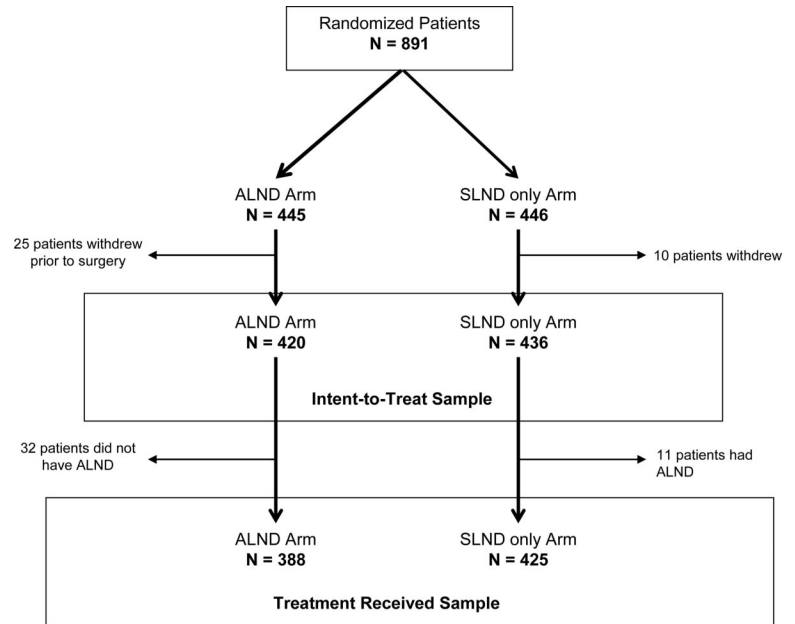 Randomized Patients
N = 891
ALND Arm
N = 445
SLND only Arm
N = 446
25 patients withdrew
prior to surgery
10 patients withdrew
ALND Arm
N = 420
SLND only Arm
N = 436
Intent-to-Treat Sample
32 patients did not
have ALND
11 patients had
ALND
ALND Arm
N = 388
SLND only Arm
N = 425
Treatment Received Sample